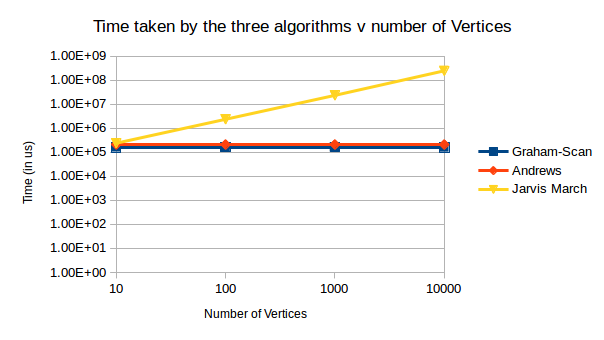 Time taken by the three algorithms v number of Vertices
1.00E+09
1.00E+08
1.00E+07
1.00E+06
1.00E+05
1.00E+04
1.00E+03
1.00E+02
1.00E+01
1.00E+00
Time (in us)
10 100 1000 10000
Number of Vertices
Graham-Scan
Andrews
Jarvis March